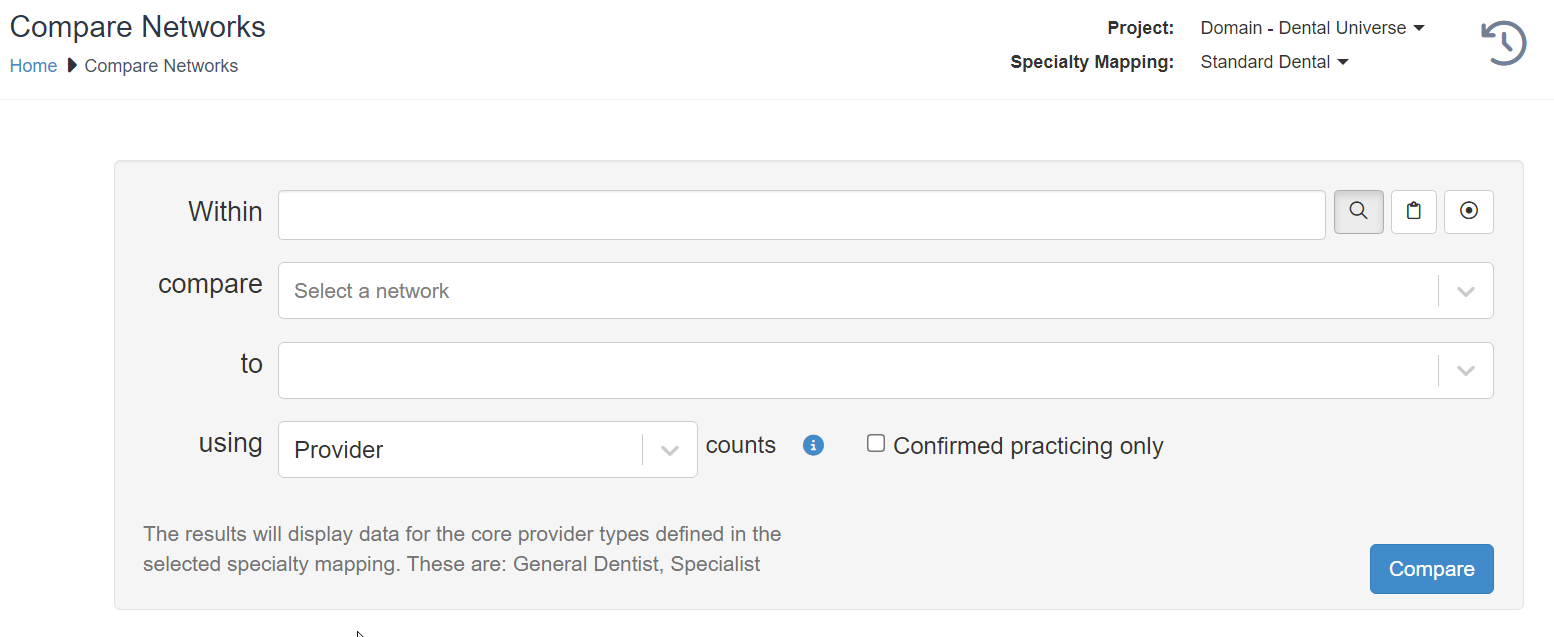 Compare Networks
Home Compare Networks
Project: Domain - Dental Universe
Specialty Mapping: Standard Dental
Within
compare Select a network
to
using Provider counts Confirmed practicing only
The results will display data for the core provider types defined in the
selected specialty mapping. These are: General Dentist, Specialist
Compare